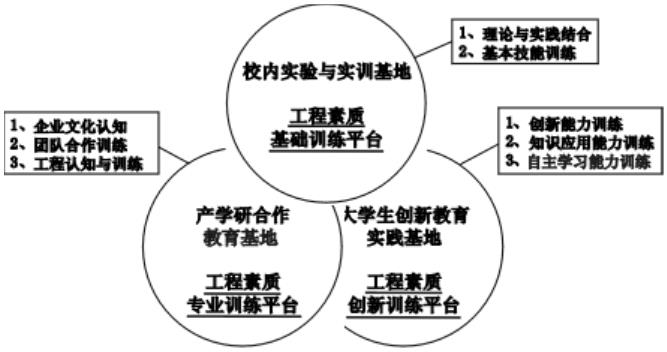 1、理论与实践结合
2、基本技能训练
校内实验与实训基地
工程素质
基础训练平台
1、企业文化认知
2、团队合作训练
3、工程认知与训练
1、创新能力训练
2、知识应用能力训练
3、自主学习能力训练
产学研合作
教育基地
工程素质
专业训练平台
大学生创新教育
实践基地
工程素质
创新训练平台